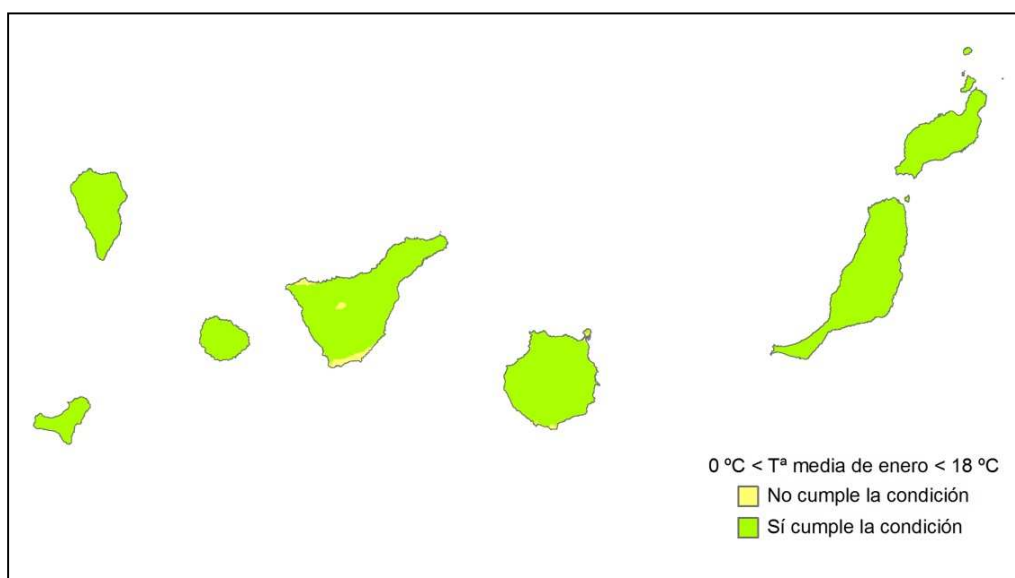 0 ºC < Tª media de enero < 18 ºC
No cumple la condición
Sí cumple la condición